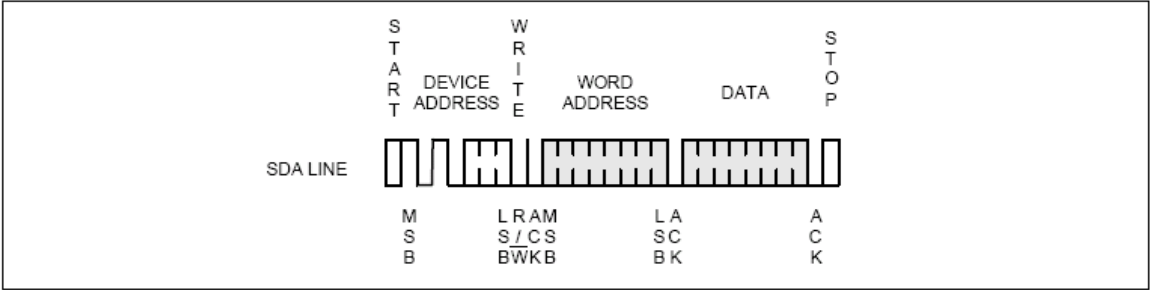 START
DEVICE
ADDRESS
WRITE
WORD
ADDRESS
DATA
STOP
SDA LINE
MSB
LSB
R/W
ACK
MSB
LSB
ACK
ACK